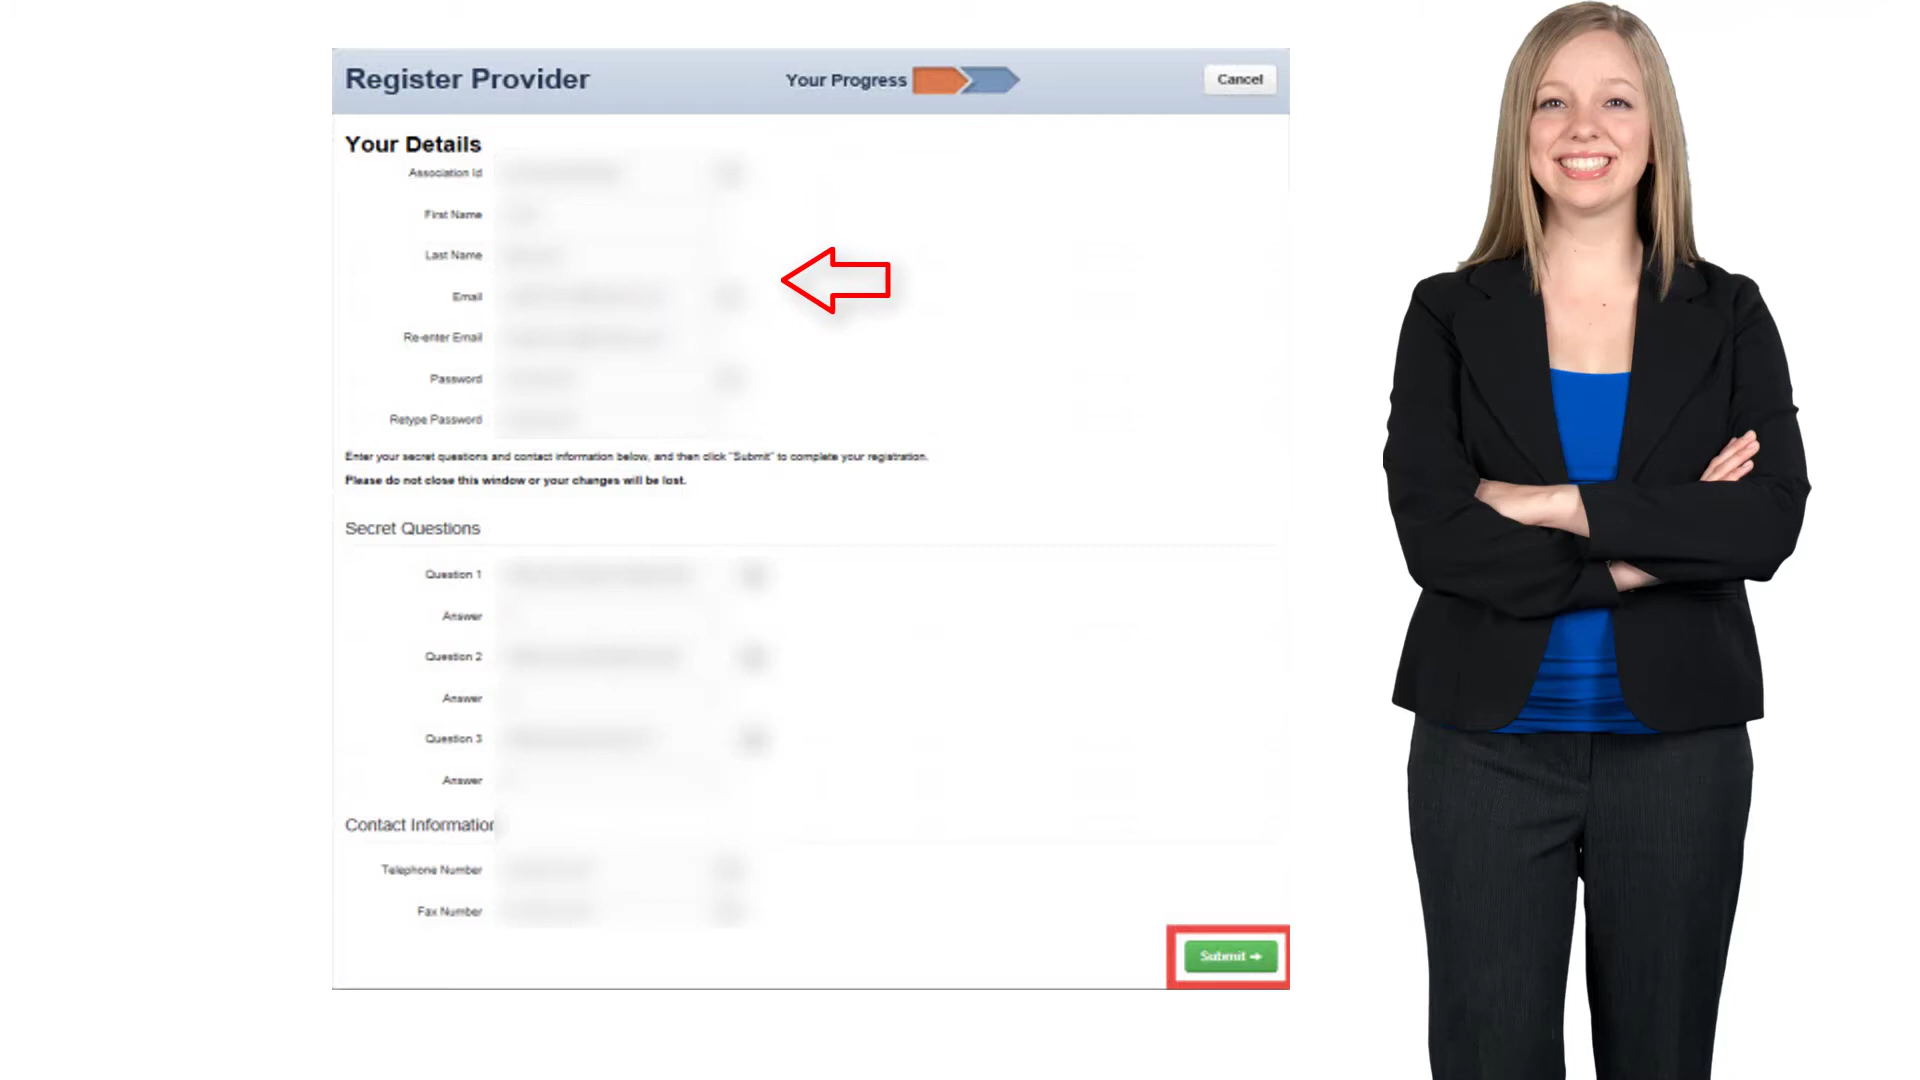 Register Provider
Your Progress
Cancel
Your Details
Association Id
First Name
Last Name
Email
Re-enter Email
Password
Retype Password
Enter your secret questions and contact information below, and then click "Submit" to complete your registration.
Please do not close this window or your changes will be lost.
Secret Questions
Question 1
Answer
Question 2
Answer
Question 3
Answer
Contact Information
Telephone Number
Fax Number
Submit